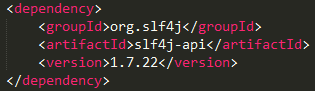 <dependency>
    <groupId>org.slf4j</groupId>
    <artifactId>slf4j-api</artifactId>
    <version>1.7.22</version>
</dependency>